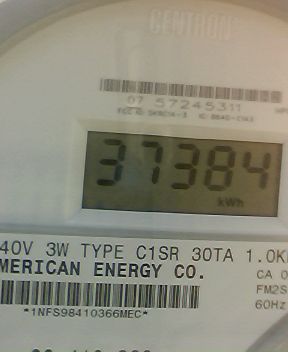 CENTRON
67 57245311
37384
kWh
40V 3W TYPE C1SR 30TA 1.0K
MERICAN ENERGY CO.
CA 0
FM2S
60Hz
*1NFS98410366MEC*